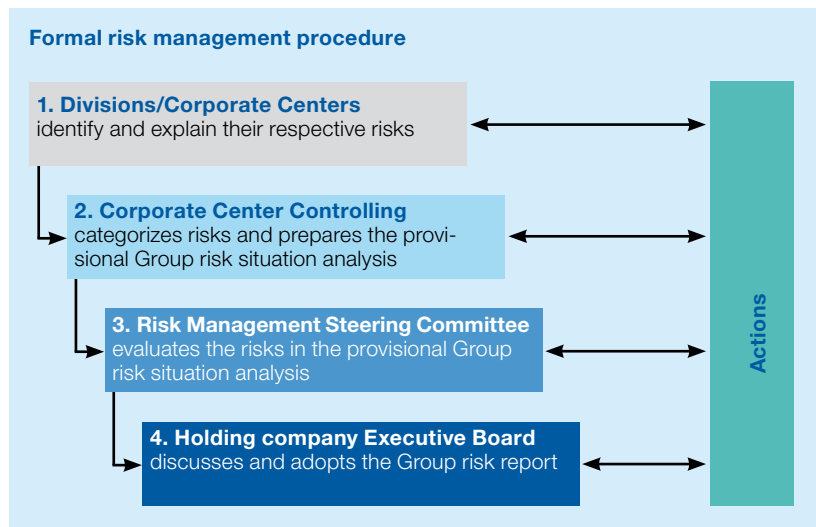 Formal risk management procedure
1. Divisions/Corporate Centers
identify and explain their respective risks
2. Corporate Center Controlling
categorizes risks and prepares the provi-
sional Group risk situation analysis
3. Risk Management Steering Committee
evaluates the risks in the provisional Group
risk situation analysis
4. Holding company Executive Board
discusses and adopts the Group risk report
Actions